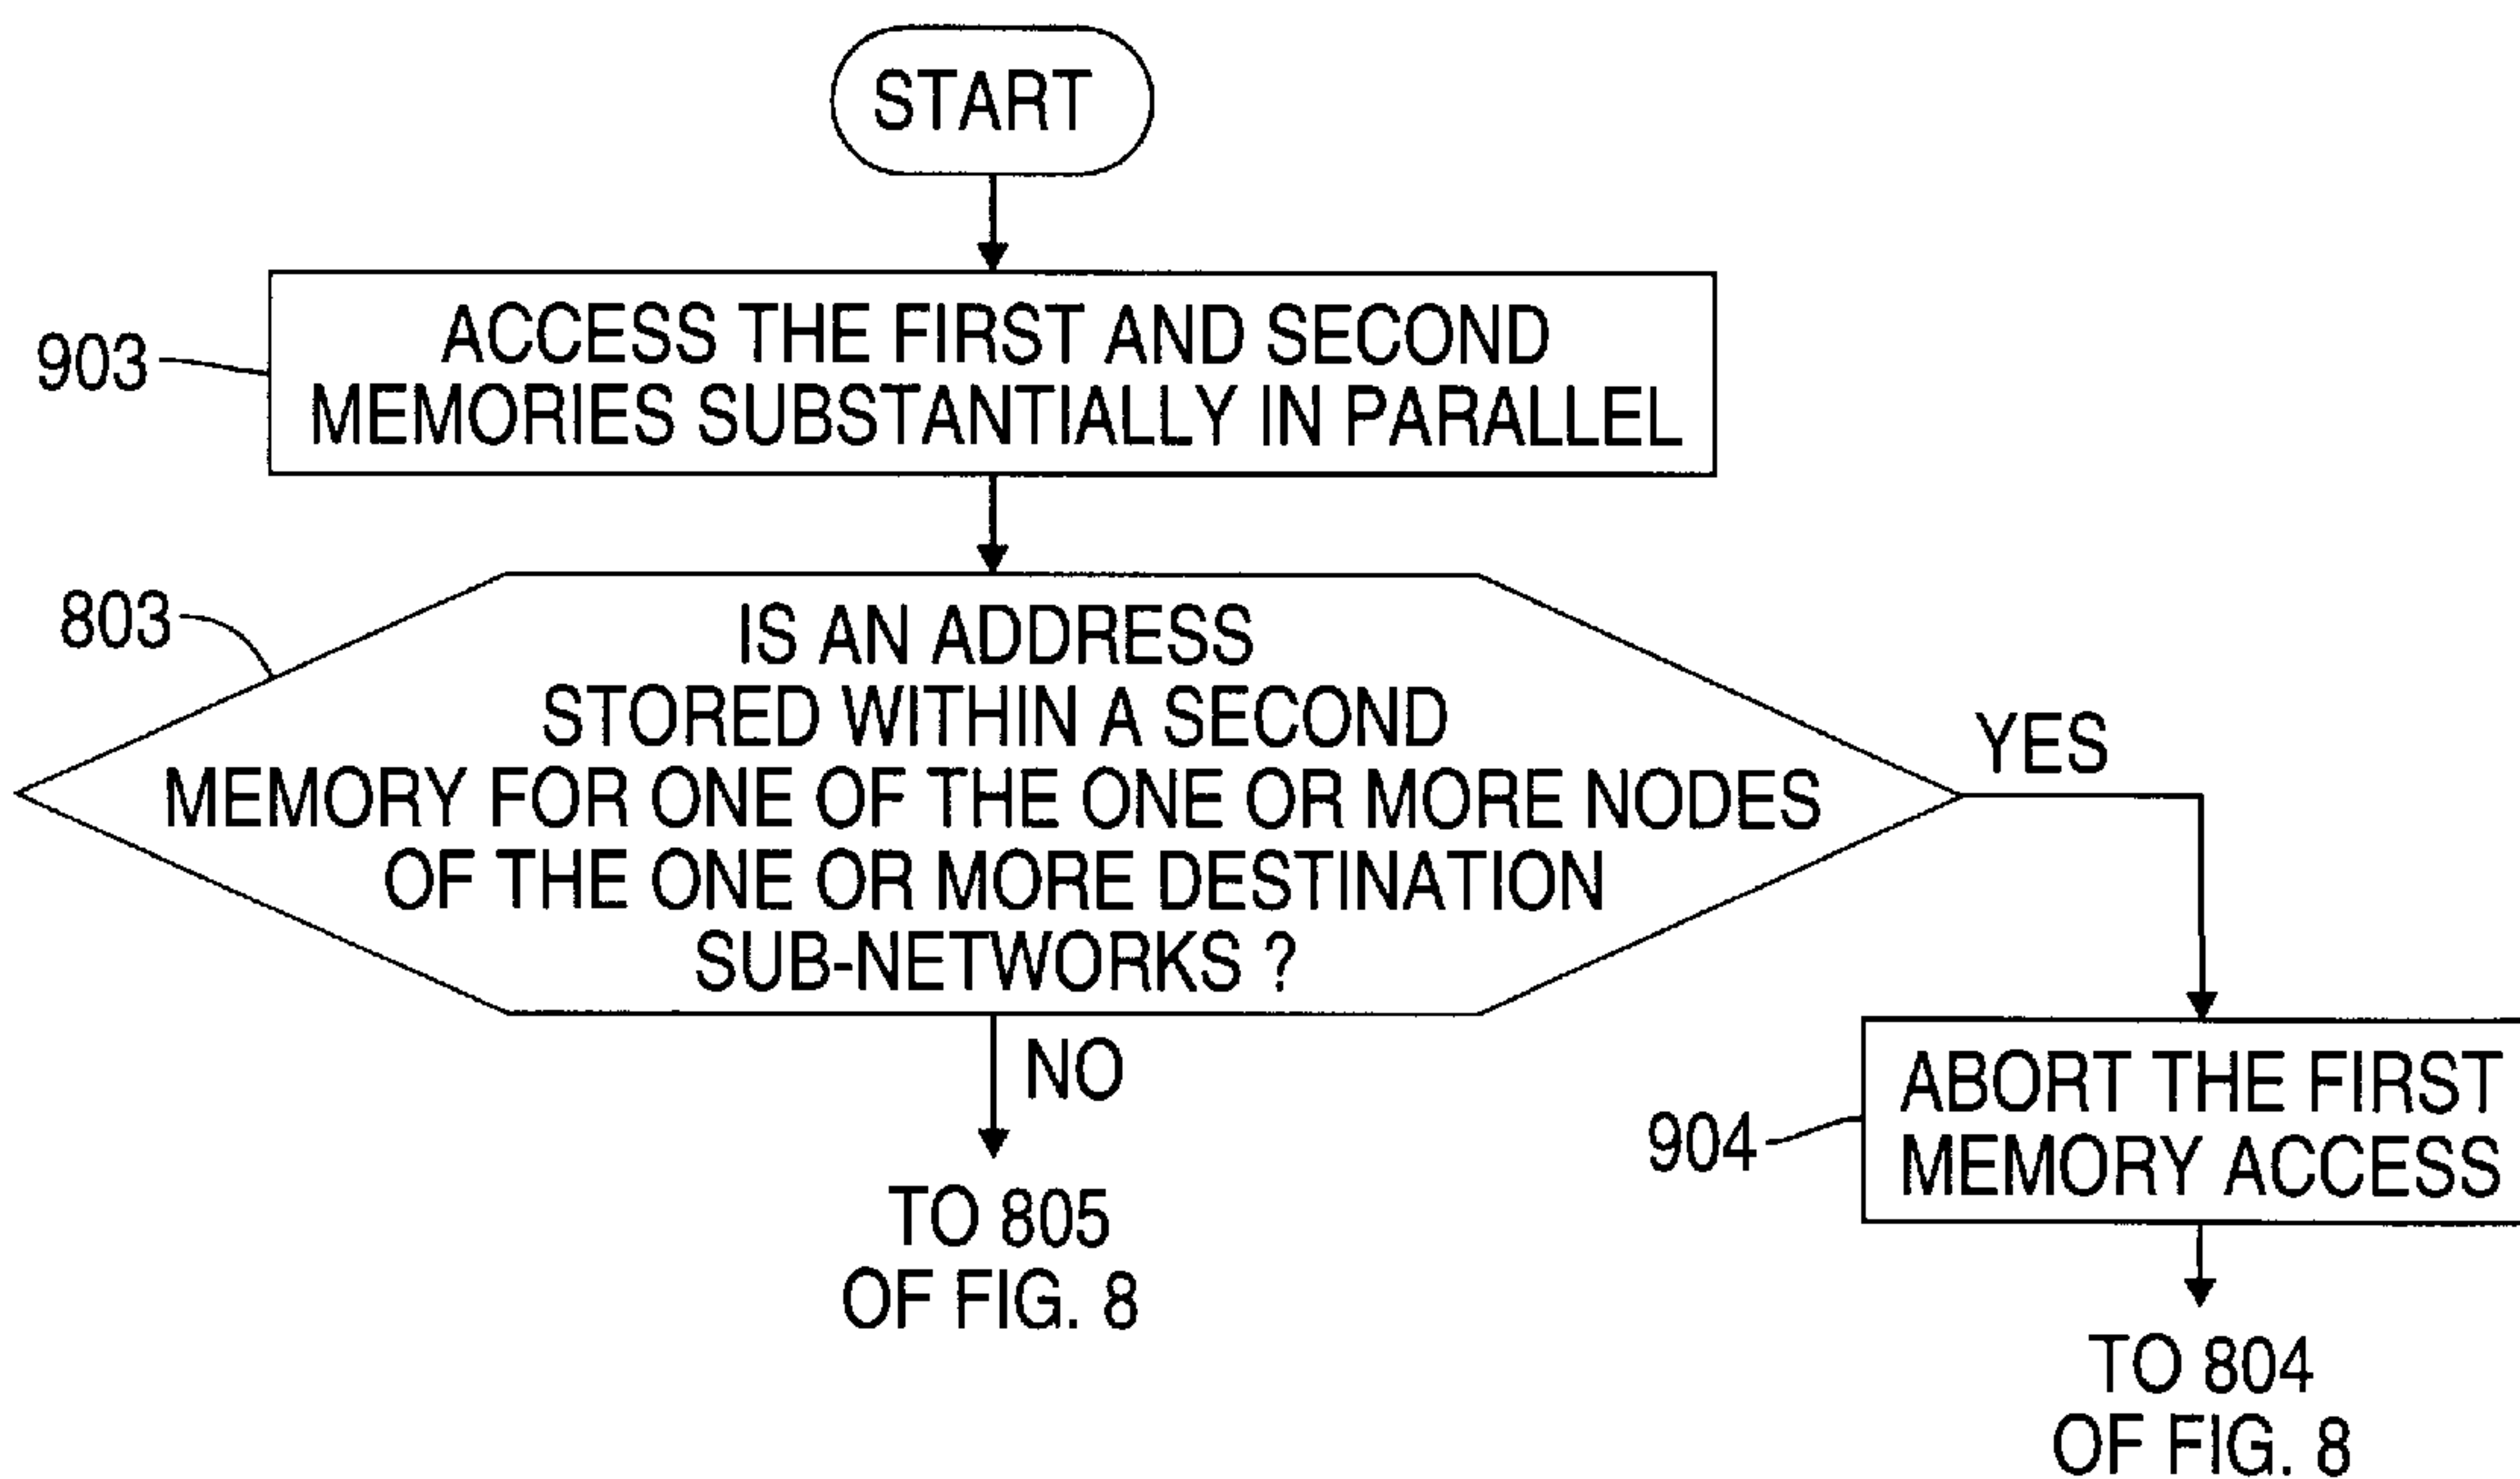 START
903
ACCESS THE FIRST AND SECOND
MEMORIES SUBSTANTIALLY IN PARALLEL
803
IS AN ADDRESS
STORED WITHIN A SECOND
MEMORY FOR ONE OF THE ONE OR MORE NODES
OF THE ONE OR MORE DESTINATION
SUB-NETWORKS ?
YES
NO
TO 805
OF FIG. 8
904
ABORT THE FIRST
MEMORY ACCESS
TO 804
OF FIG. 8